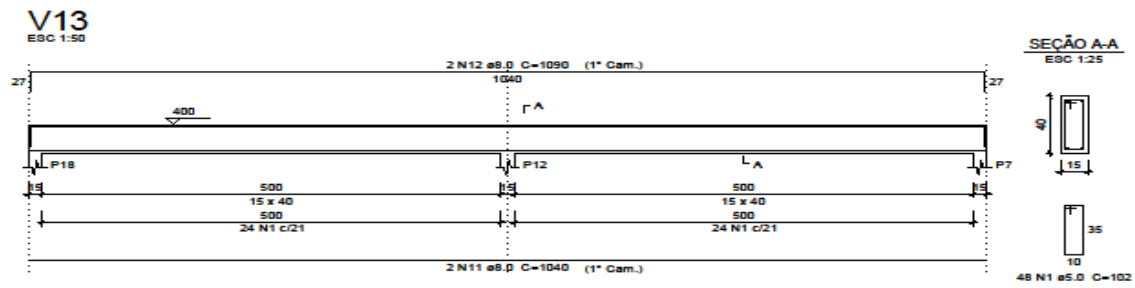 V13
ESC 1:50
SEÇÃO A-A
ESC 1:25
2 N12 ø8.0 C=1090 (1ª Cam.)
27
1040
27
A
400
40
15
P18
P12
A
P7
15
500
15
500
15
15 x 40
15 x 40
500
500
24 N1 c/21
24 N1 c/21
35
10
2 N11 ø8.0 C=1040 (1ª Cam.)
48 N1 ø5.0 C=102